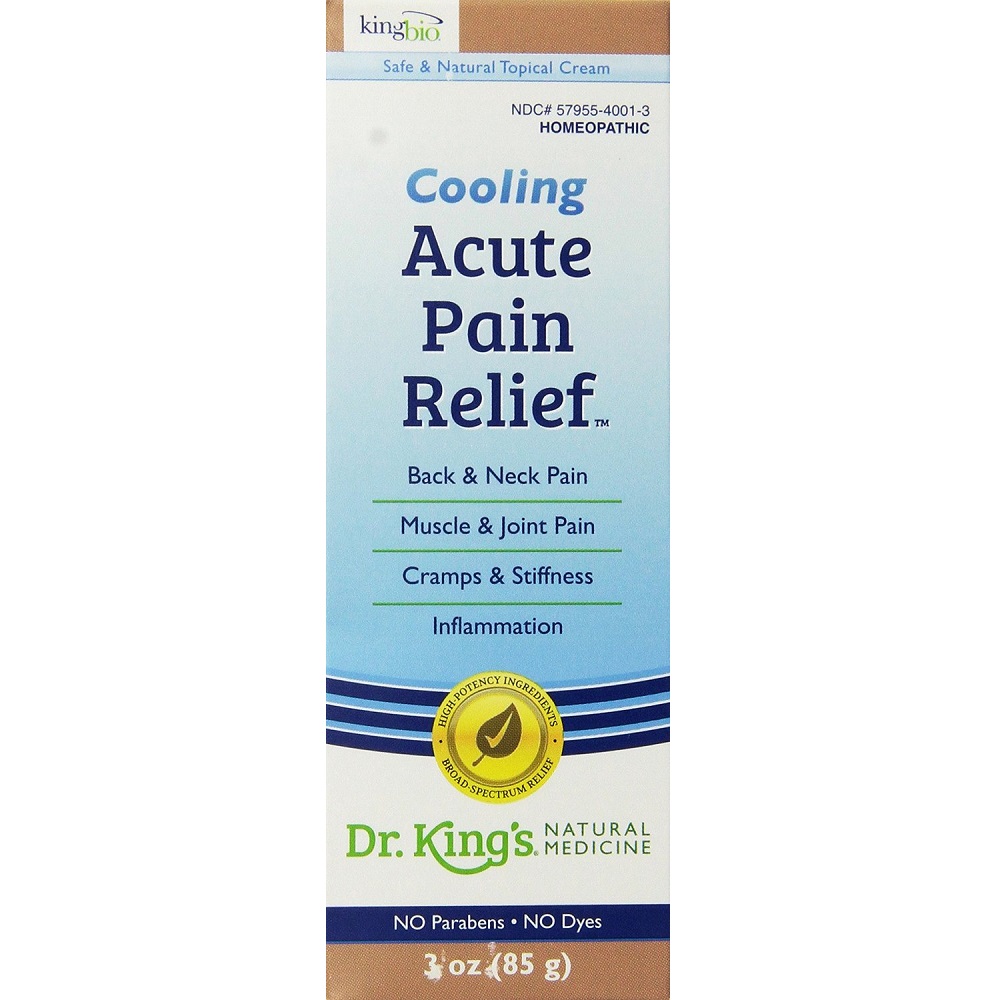 kingbio
Safe & Natural Topical Cream
NDC# 57955-4001-3
HOMEOPATHIC
Cooling
Acute
Pain
Relief™
Back & Neck Pain
Muscle & Joint Pain
Cramps & Stiffness
Inflammation
HIGH-POTENCY INGREDIENTS
BROAD-SPECTRUM RELIEF
Dr. King's® NATURAL
MEDICINE
NO Parabens • NO Dyes
3 oz (85 g)